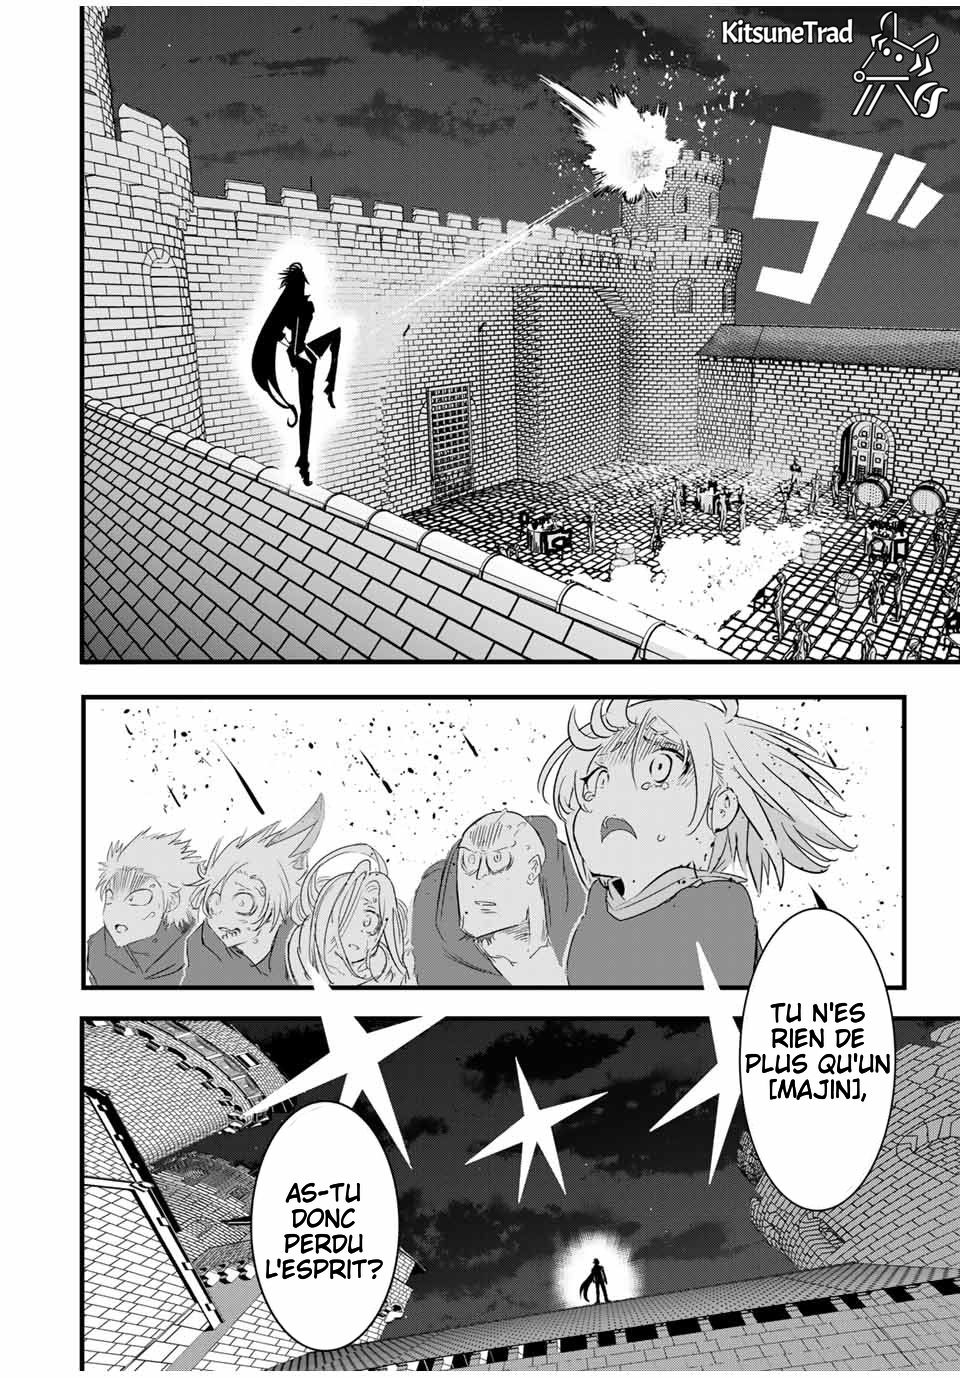 KitsuneTrad
ゴ
TU N'ES
RIEN DE
PLUS QU'UN
[MAJIN],
AS-TU
DONC
PERDU
L'ESPRIT?